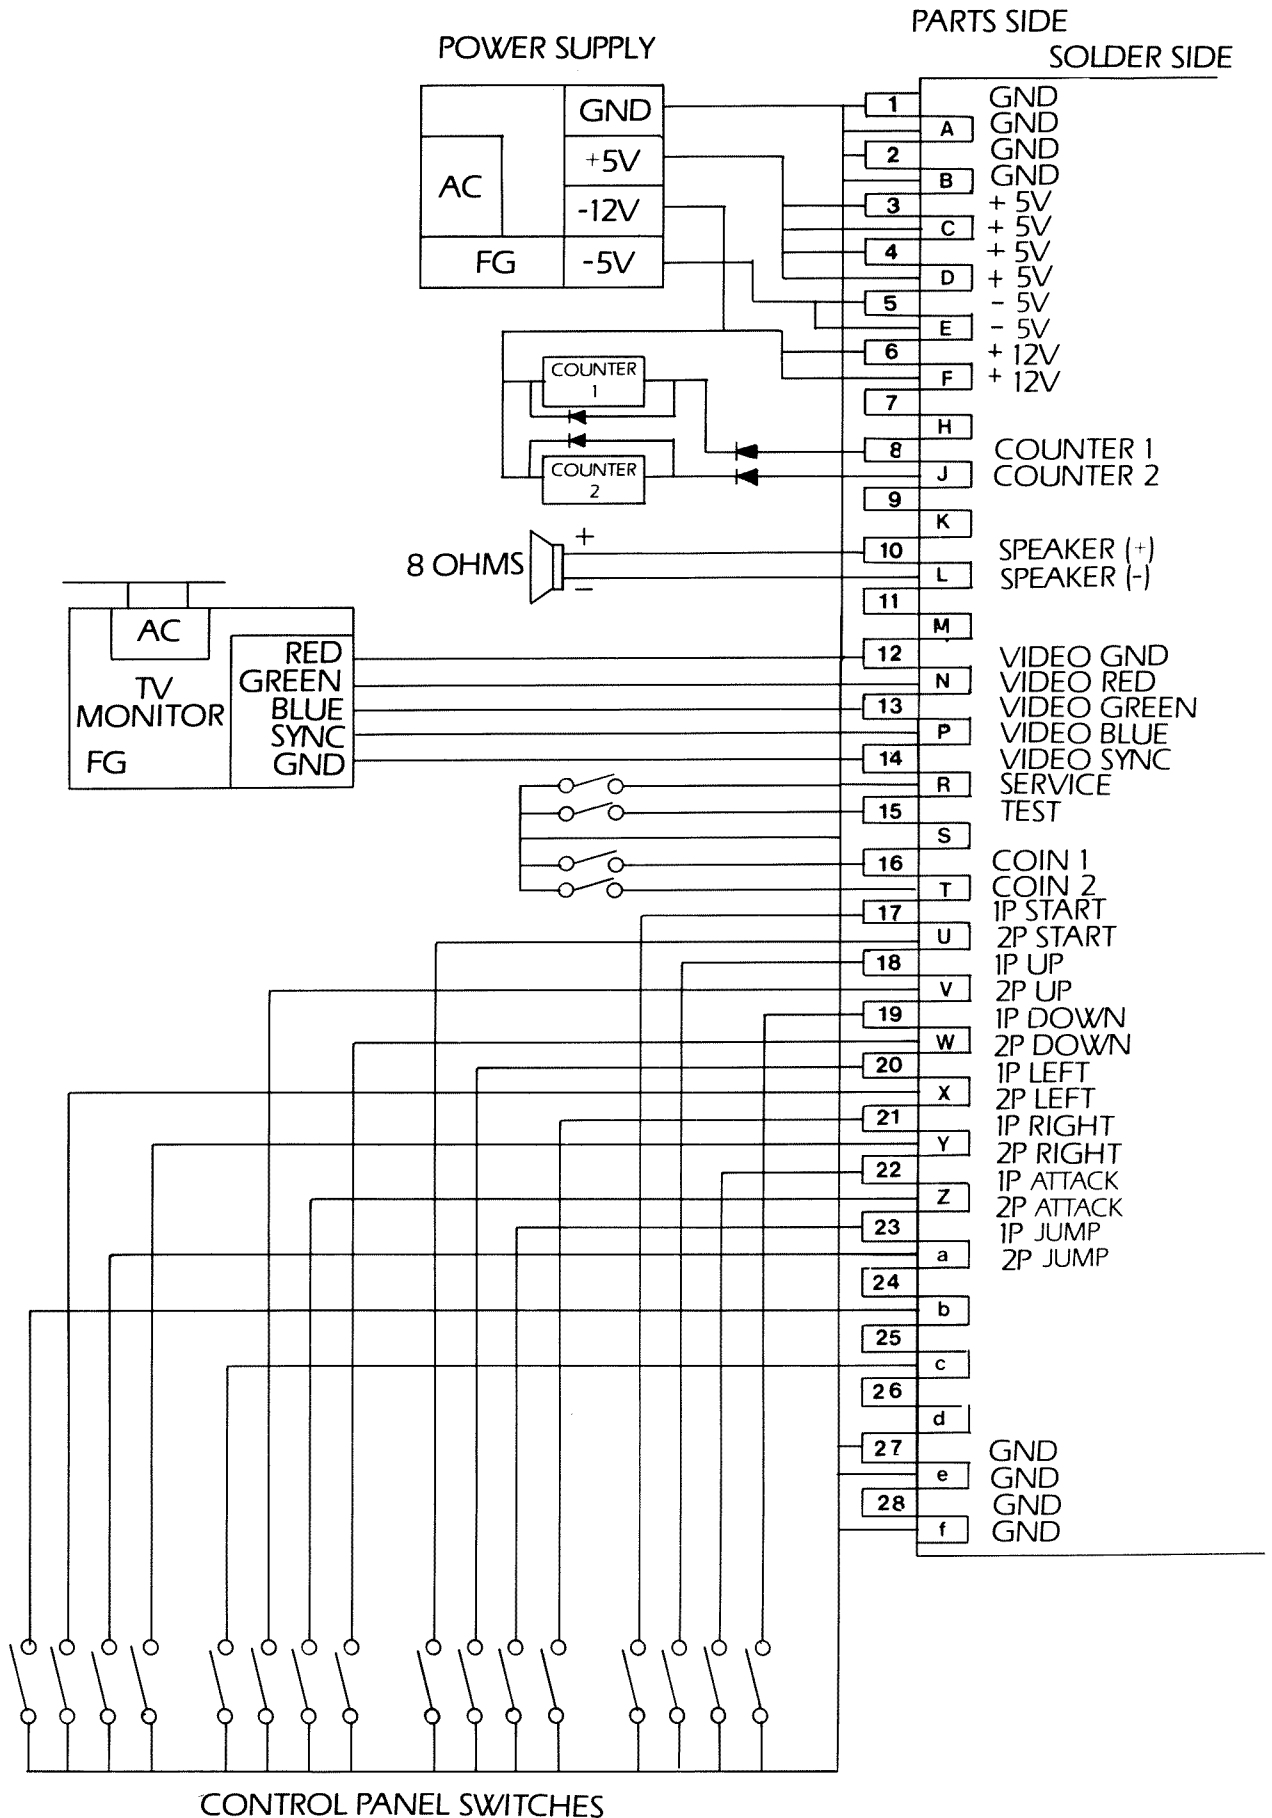 PARTS SIDE
SOLDER SIDE
POWER SUPPLY
GND
+5V
-12V
-5V
AC
FG
1 GND
A GND
2 GND
B GND
3 + 5V
C + 5V
4 + 5V
D + 5V
5 - 5V
E - 5V
6 + 12V
F + 12V
7
H
8 COUNTER 1
J COUNTER 2
9
K
10 SPEAKER (+)
L SPEAKER (-)
11
M
12 VIDEO GND
N VIDEO RED
13 VIDEO GREEN
P VIDEO BLUE
14 VIDEO SYNC
R SERVICE
15 TEST
S
16 COIN 1
T COIN 2
17 1P START
U 2P START
18 1P UP
V 2P UP
19 1P DOWN
W 2P DOWN
20 1P LEFT
X 2P LEFT
21 1P RIGHT
Y 2P RIGHT
22 1P ATTACK
Z 2P ATTACK
23 1P JUMP
a 2P JUMP
24
b
25
c
26
d
27 GND
e GND
28 GND
f GND
COUNTER
1
COUNTER
2
8 OHMS
+
−
AC
TV
MONITOR
FG
RED
GREEN
BLUE
SYNC
GND
CONTROL PANEL SWITCHES